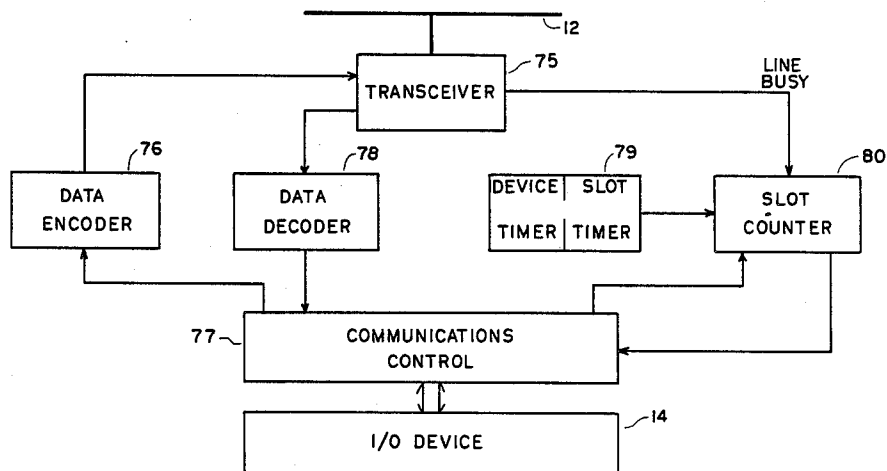 12
75
TRANSCEIVER
LINE
BUSY
76
DATA
ENCODER
78
DATA
DECODER
79
DEVICE SLOT
TIMER TIMER
80
SLOT
COUNTER
77
COMMUNICATIONS
CONTROL
14
I/O DEVICE